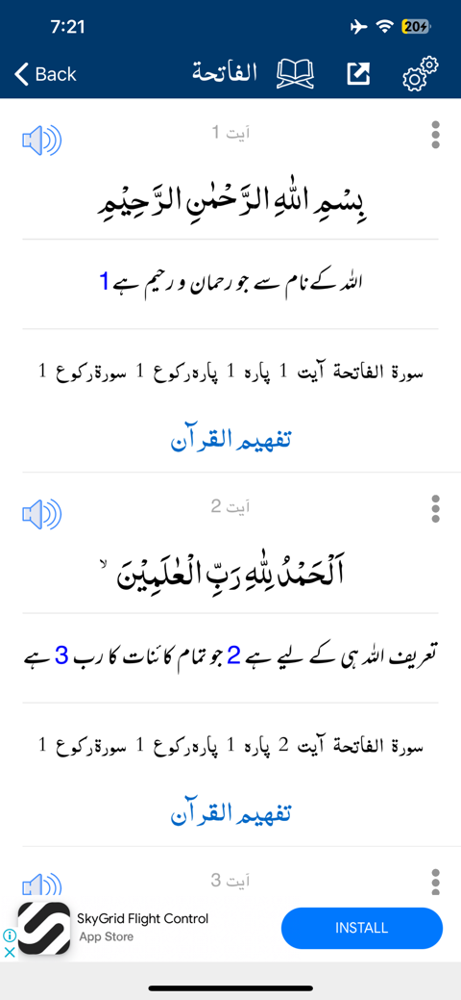 7:21
20
Back
الفاتحة
آیت 1
بِسْمِ اللّٰهِ الرَّحْمٰنِ الرَّحِيْمِ
اللہ کے نام سے جو رحمان و رحیم ہے 1
سورة الفاتحة آیت 1 پارہ 1 پارہ رکوع 1 سورة رکوع 1
تفهيم القرآن
آیت 2
اَلْحَمْدُ لِلّٰهِ رَبِّ الْعٰلَمِيْنَ ۙ
تعریف اللہ ہی کے لیے ہے 2 جو تمام کائنات کا رب 3 ہے
سورة الفاتحة آیت 2 پارہ 1 پارہ رکوع 1 سورة رکوع 1
تفهيم القرآن
آیت 3
SkyGrid Flight Control
App Store
INSTALL